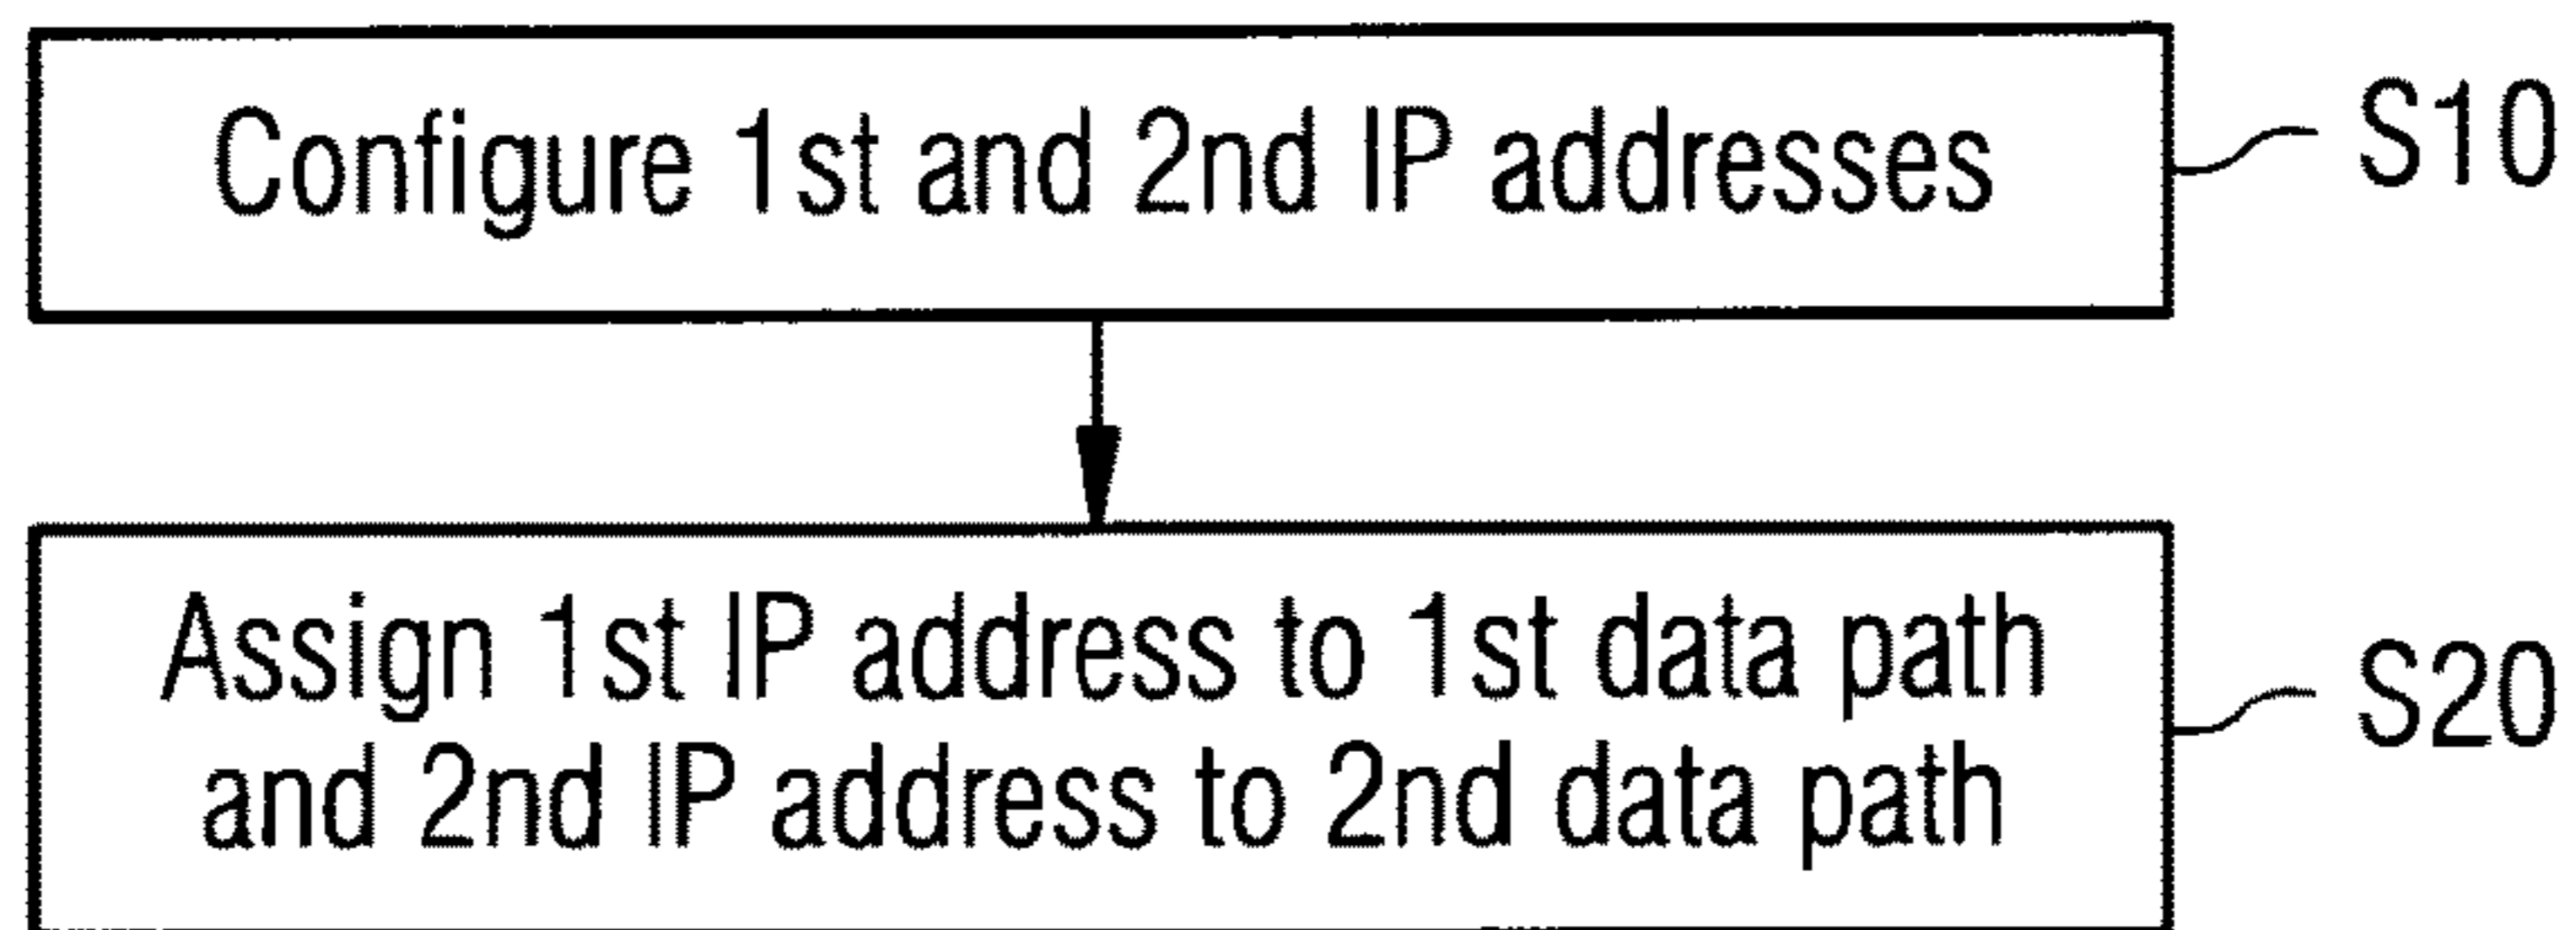 Configure 1st and 2nd IP addresses
S10
Assign 1st IP address to 1st data path
and 2nd IP address to 2nd data path
S20